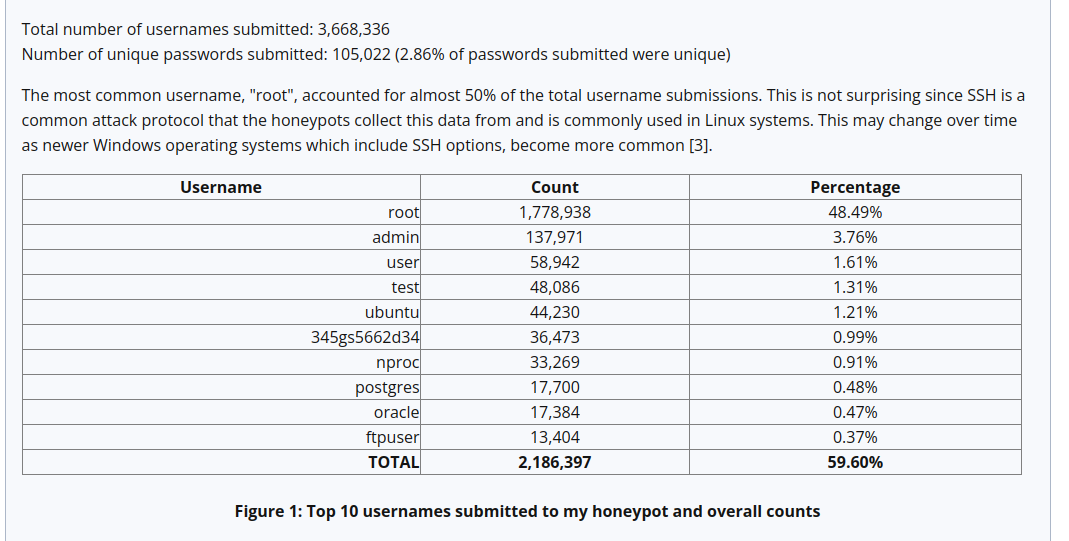 Total number of usernames submitted: 3,668,336
Number of unique passwords submitted: 105,022 (2.86% of passwords submitted were unique)
The most common username, "root", accounted for almost 50% of the total username submissions. This is not surprising since SSH is a
common attack protocol that the honeypots collect this data from and is commonly used in Linux systems. This may change over time
as newer Windows operating systems which include SSH options, become more common [3].
Username Count Percentage
root 1,778,938 48.49%
admin 137,971 3.76%
user 58,942 1.61%
test 48,086 1.31%
ubuntu 44,230 1.21%
345gs5662d34 36,473 0.99%
nproc 33,269 0.91%
postgres 17,700 0.48%
oracle 17,384 0.47%
ftpuser 13,404 0.37%
TOTAL 2,186,397 59.60%
Figure 1: Top 10 usernames submitted to my honeypot and overall counts